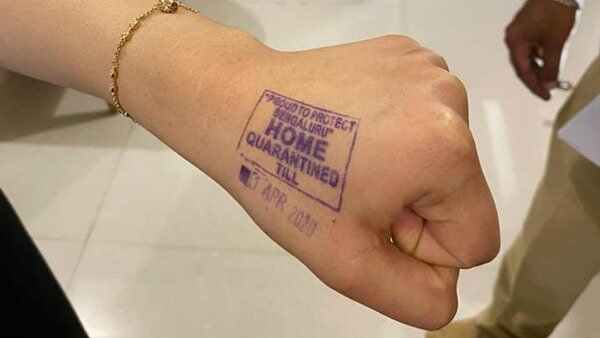 "PROUD TO PROTECT
BENGALURU"
HOME
QUARANTINED
TILL
APR 2020